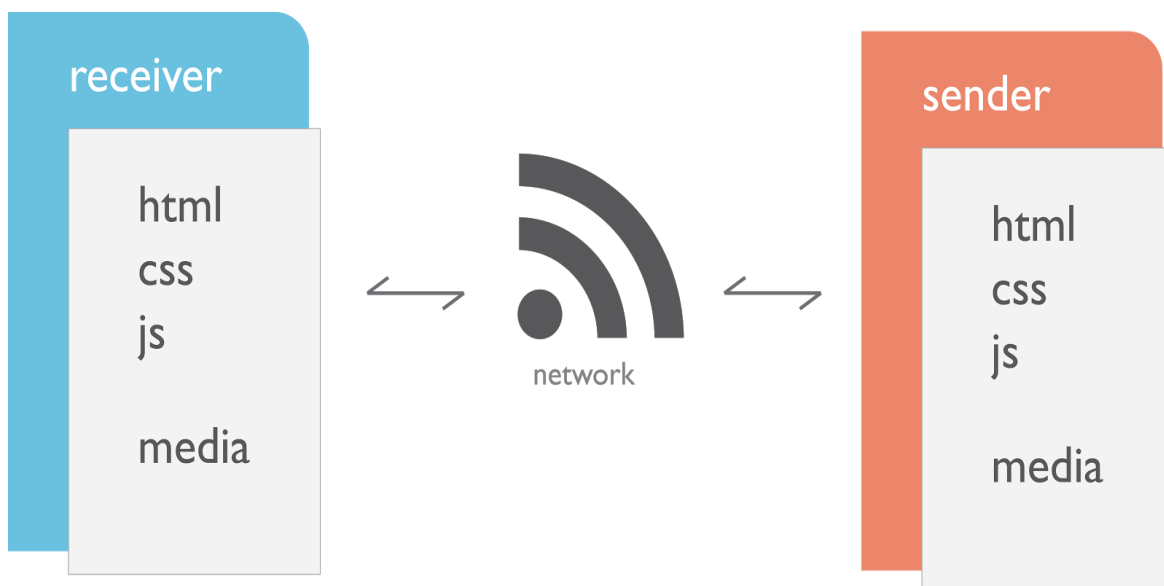 receiver
html
css
js
media
network
sender
html
css
js
media